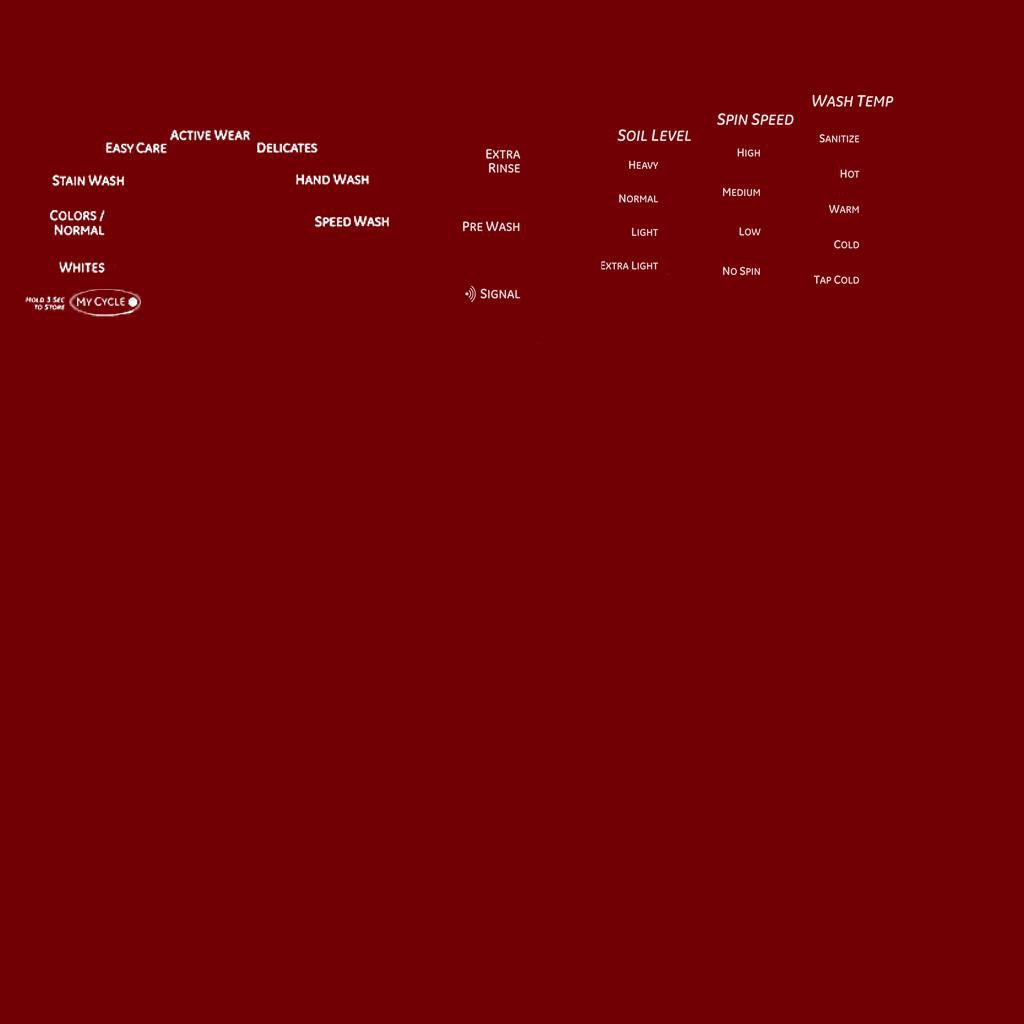 ACTIVE WEAR
EASY CARE
DELICATES
STAIN WASH
HAND WASH
COLORS /
NORMAL
SPEED WASH
WHITES
HOLD 3 SEC
TO STORE
MY CYCLE
EXTRA
RINSE
PRE WASH
SIGNAL
SOIL LEVEL
HEAVY
NORMAL
LIGHT
EXTRA LIGHT
SPIN SPEED
HIGH
MEDIUM
LOW
NO SPIN
WASH TEMP
SANITIZE
HOT
WARM
COLD
TAP COLD